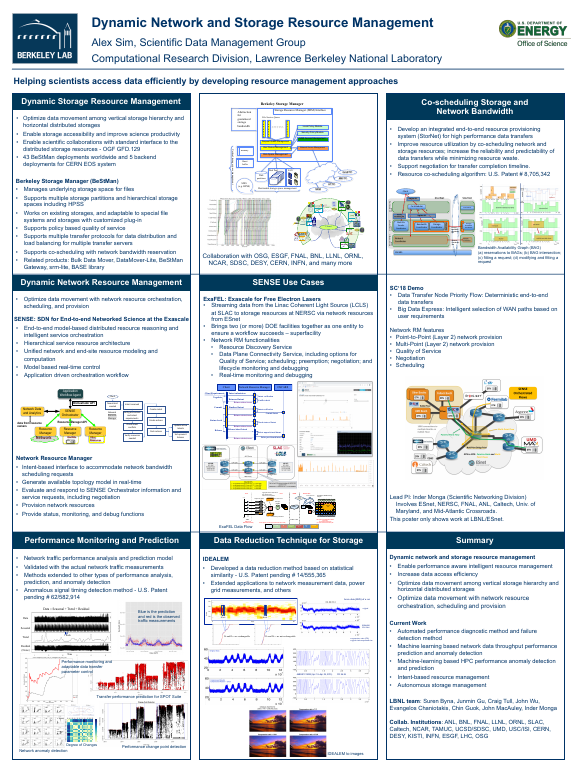 BERKELEY LAB
Dynamic Network and Storage Resource Management
Alex Sim, Scientific Data Management Group
Computational Research Division, Lawrence Berkeley National Laboratory
U.S. DEPARTMENT OF
ENERGY
Office of Science
Helping scientists access data efficiently by developing resource management approaches
Dynamic Storage Resource Management
• Optimize data movement among vertical storage hierarchy and
horizontal distributed storages
• Enable storage accessibility and improve science productivity
• Enable scientific collaborations with standard interface to the
distributed storage resources - OGF GFD.129
• 43 BeStMan deployments worldwide and 5 backend
deployments for CERN EOS system
Berkeley Storage Manager (BeStMan)
• Manages underlying storage space for files
• Supports multiple storage partitions and hierarchical storage
spaces including HPSS
• Works on existing storages, and adaptable to special file
systems and storages with customized plug-in
• Supports policy based quality of service
• Supports multiple transfer protocols for data distribution and
load balancing for multiple transfer servers
• Supports co-scheduling with network bandwidth reservation
• Related products: Bulk Data Mover, DataMover-Lite, BeStMan
Gateway, srm-lite, BASE library
Berkeley Storage Manager
Collaboration with OSG, ESGF, FNAL, BNL, LLNL, ORNL,
NCAR, SDSC, DESY, CERN, INFN, and many more
Co-scheduling Storage and
Network Bandwidth
• Develop an integrated end-to-end resource provisioning
system (StorNet) for high performance data transfers
• Improve resource utilization by co-scheduling network and
storage resources; increase the reliability and predictability of
data transfers while minimizing resource waste.
• Support negotiation for transfer completion timeline.
• Resource co-scheduling algorithm: U.S. Patent # 8,705,342
Bandwidth Availability Graph (BAG)
Dynamic Network Resource Management
• Optimize data movement with network resource orchestration,
scheduling, and provision
SENSE: SDN for End-to-end Networked Science at the Exascale
• End-to-end model-based distributed resource reasoning and
intelligent service orchestration
• Hierarchical service resource architecture
• Unified network and end-site resource modeling and
computation
• Model based real-time control
• Application driven orchestration workflow
Network Resource Manager
• Intent-based interface to accommodate network bandwidth
scheduling requests
• Generate available topology model in real-time
• Evaluate and respond to SENSE Orchestrator information and
service requests, including negotiation
• Provision network resources
• Provide status, monitoring, and debug functions
SENSE Use Cases
ExaFEL: Exascale for Free Electron Lasers
• Streaming data from the Linac Coherent Light Source (LCLS)
at SLAC to storage resources at NERSC via network resources
from ESnet
• Brings two (or more) DOE facilities together as one entity to
ensure a workflow succeeds – superfacility
• Network RM functionalities
• Resource Discovery Service
• Data Plane Connectivity Service, including options for
Quality of Service; scheduling; preemption; negotiation; and
lifecycle monitoring and debugging
• Real-time monitoring and debugging
ExaFEL Data Flow
SC'18 Demo
• Data Transfer Node Priority Flow: Deterministic end-to-end
data transfers
• Big Data Express: Intelligent selection of WAN paths based on
user requirements
Network RM features
• Point-to-Point (Layer 2) network provision
• Multi-Point (Layer 2) network provision
• Quality of Service
• Negotiation
• Scheduling
Lead PI: Inder Monga (Scientific Networking Division)
Involves ESnet, NERSC, FNAL, ANL, Caltech, Univ. of
Maryland, and Mid-Atlantic Crossroads.
This poster only shows work at LBNL/ESnet.
Performance Monitoring and Prediction
• Network traffic performance analysis and prediction model
• Validated with the actual network traffic measurements
• Methods extended to other types of performance analysis,
prediction, and anomaly detection
• Anomalous signal timing detection method - U.S. Patent
pending # 62/582,914
Blue is the prediction
and red is the observed
traffic measurements
Performance monitoring and
adaptable data transfer
parameter control
Transfer performance prediction for SPOT Suite
Degree of Changes
Network anomaly detection
Performance change point detection
Data Reduction Technique for Storage
IDEALEM
• Developed a data reduction method based on statistical
similarity - U.S. Patent pending # 14/555,365
• Extended applications to network measurement data, power
grid measurements, and others
IDEALEM to images
Summary
Dynamic network and storage resource management
• Enable performance aware intelligent resource management
• Increase data access efficiency
• Optimize data movement among vertical storage hierarchy and
horizontal distributed storages
• Optimize data movement with network resource
orchestration, scheduling and provision
Current Work
• Automated performance diagnostic method and failure
detection method
• Machine learning based network data throughput performance
prediction and anomaly detection
• Machine-learning based HPC performance anomaly detection
and prediction
• Intent-based resource management
• Autonomous storage management
LBNL team: Suren Byna, Junmin Gu, Craig Tull, John Wu,
Evangelos Chaniotakis, Chin Guok, John MacAuley, Inder Monga
Collab. Institutions: ANL, BNL, FNAL, LLNL, ORNL, SLAC,
Caltech, NCAR, TAMUC, UCSD/SDSC, UMD, USC/ISI, CERN,
DESY, KISTI, INFN, ESGF, LHC, OSG